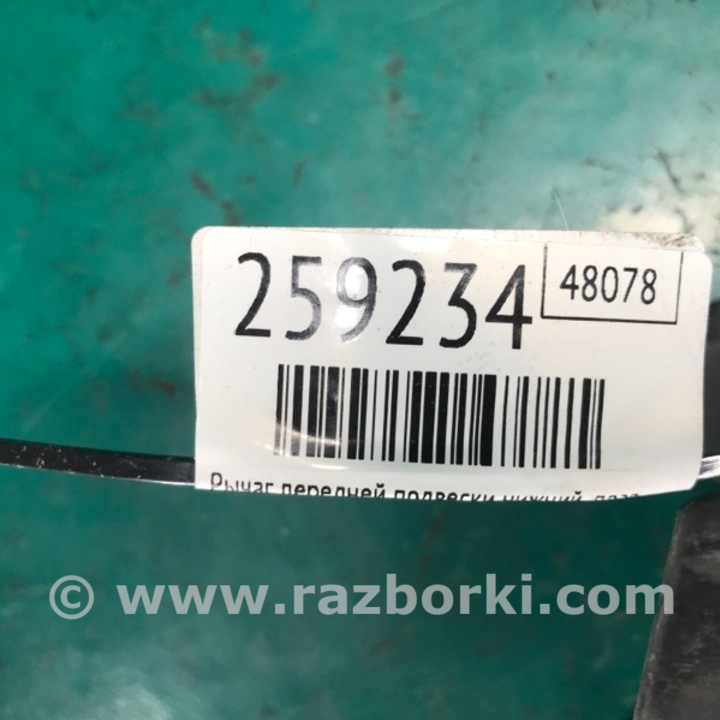 259234
48078
Рычаг передней подвески нижний
© www.razborki.com